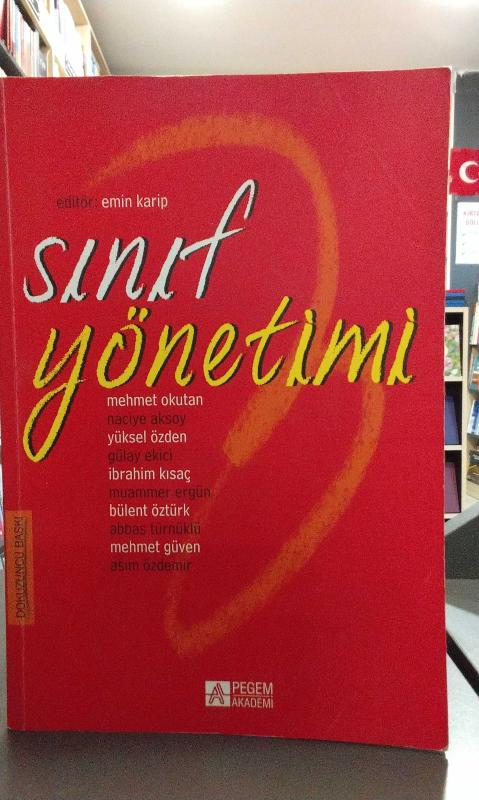 editör: emin karip
sınıf
yönetimi
mehmet okutan
naciye aksoy
yüksel özden
gülay ekici
ibrahim kısaç
muammer ergün
bülent öztürk
abbas türnüklü
mehmet güven
asım özdemir
DOKUZUNCU BASKI
PEGEM
AKADEMİ